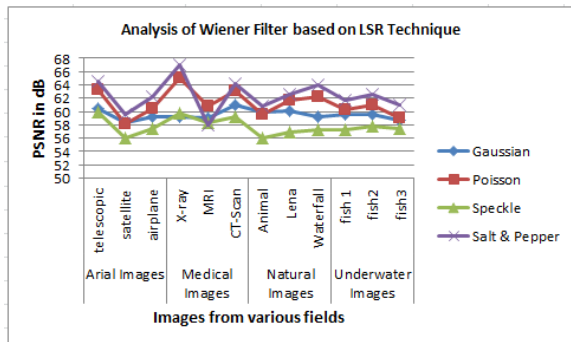 Analysis of Wiener Filter based on LSR Technique
PSNR in dB
68
66
64
62
60
58
56
54
52
50
telescopic
satellite
airplane
X-ray
MRI
CT-Scan
Animal
Lena
Waterfall
fish 1
fish2
fish3
Arial Images
Medical
Images
Natural
Images
Underwater
Images
Images from various fields
Gaussian
Poisson
Speckle
Salt & Pepper